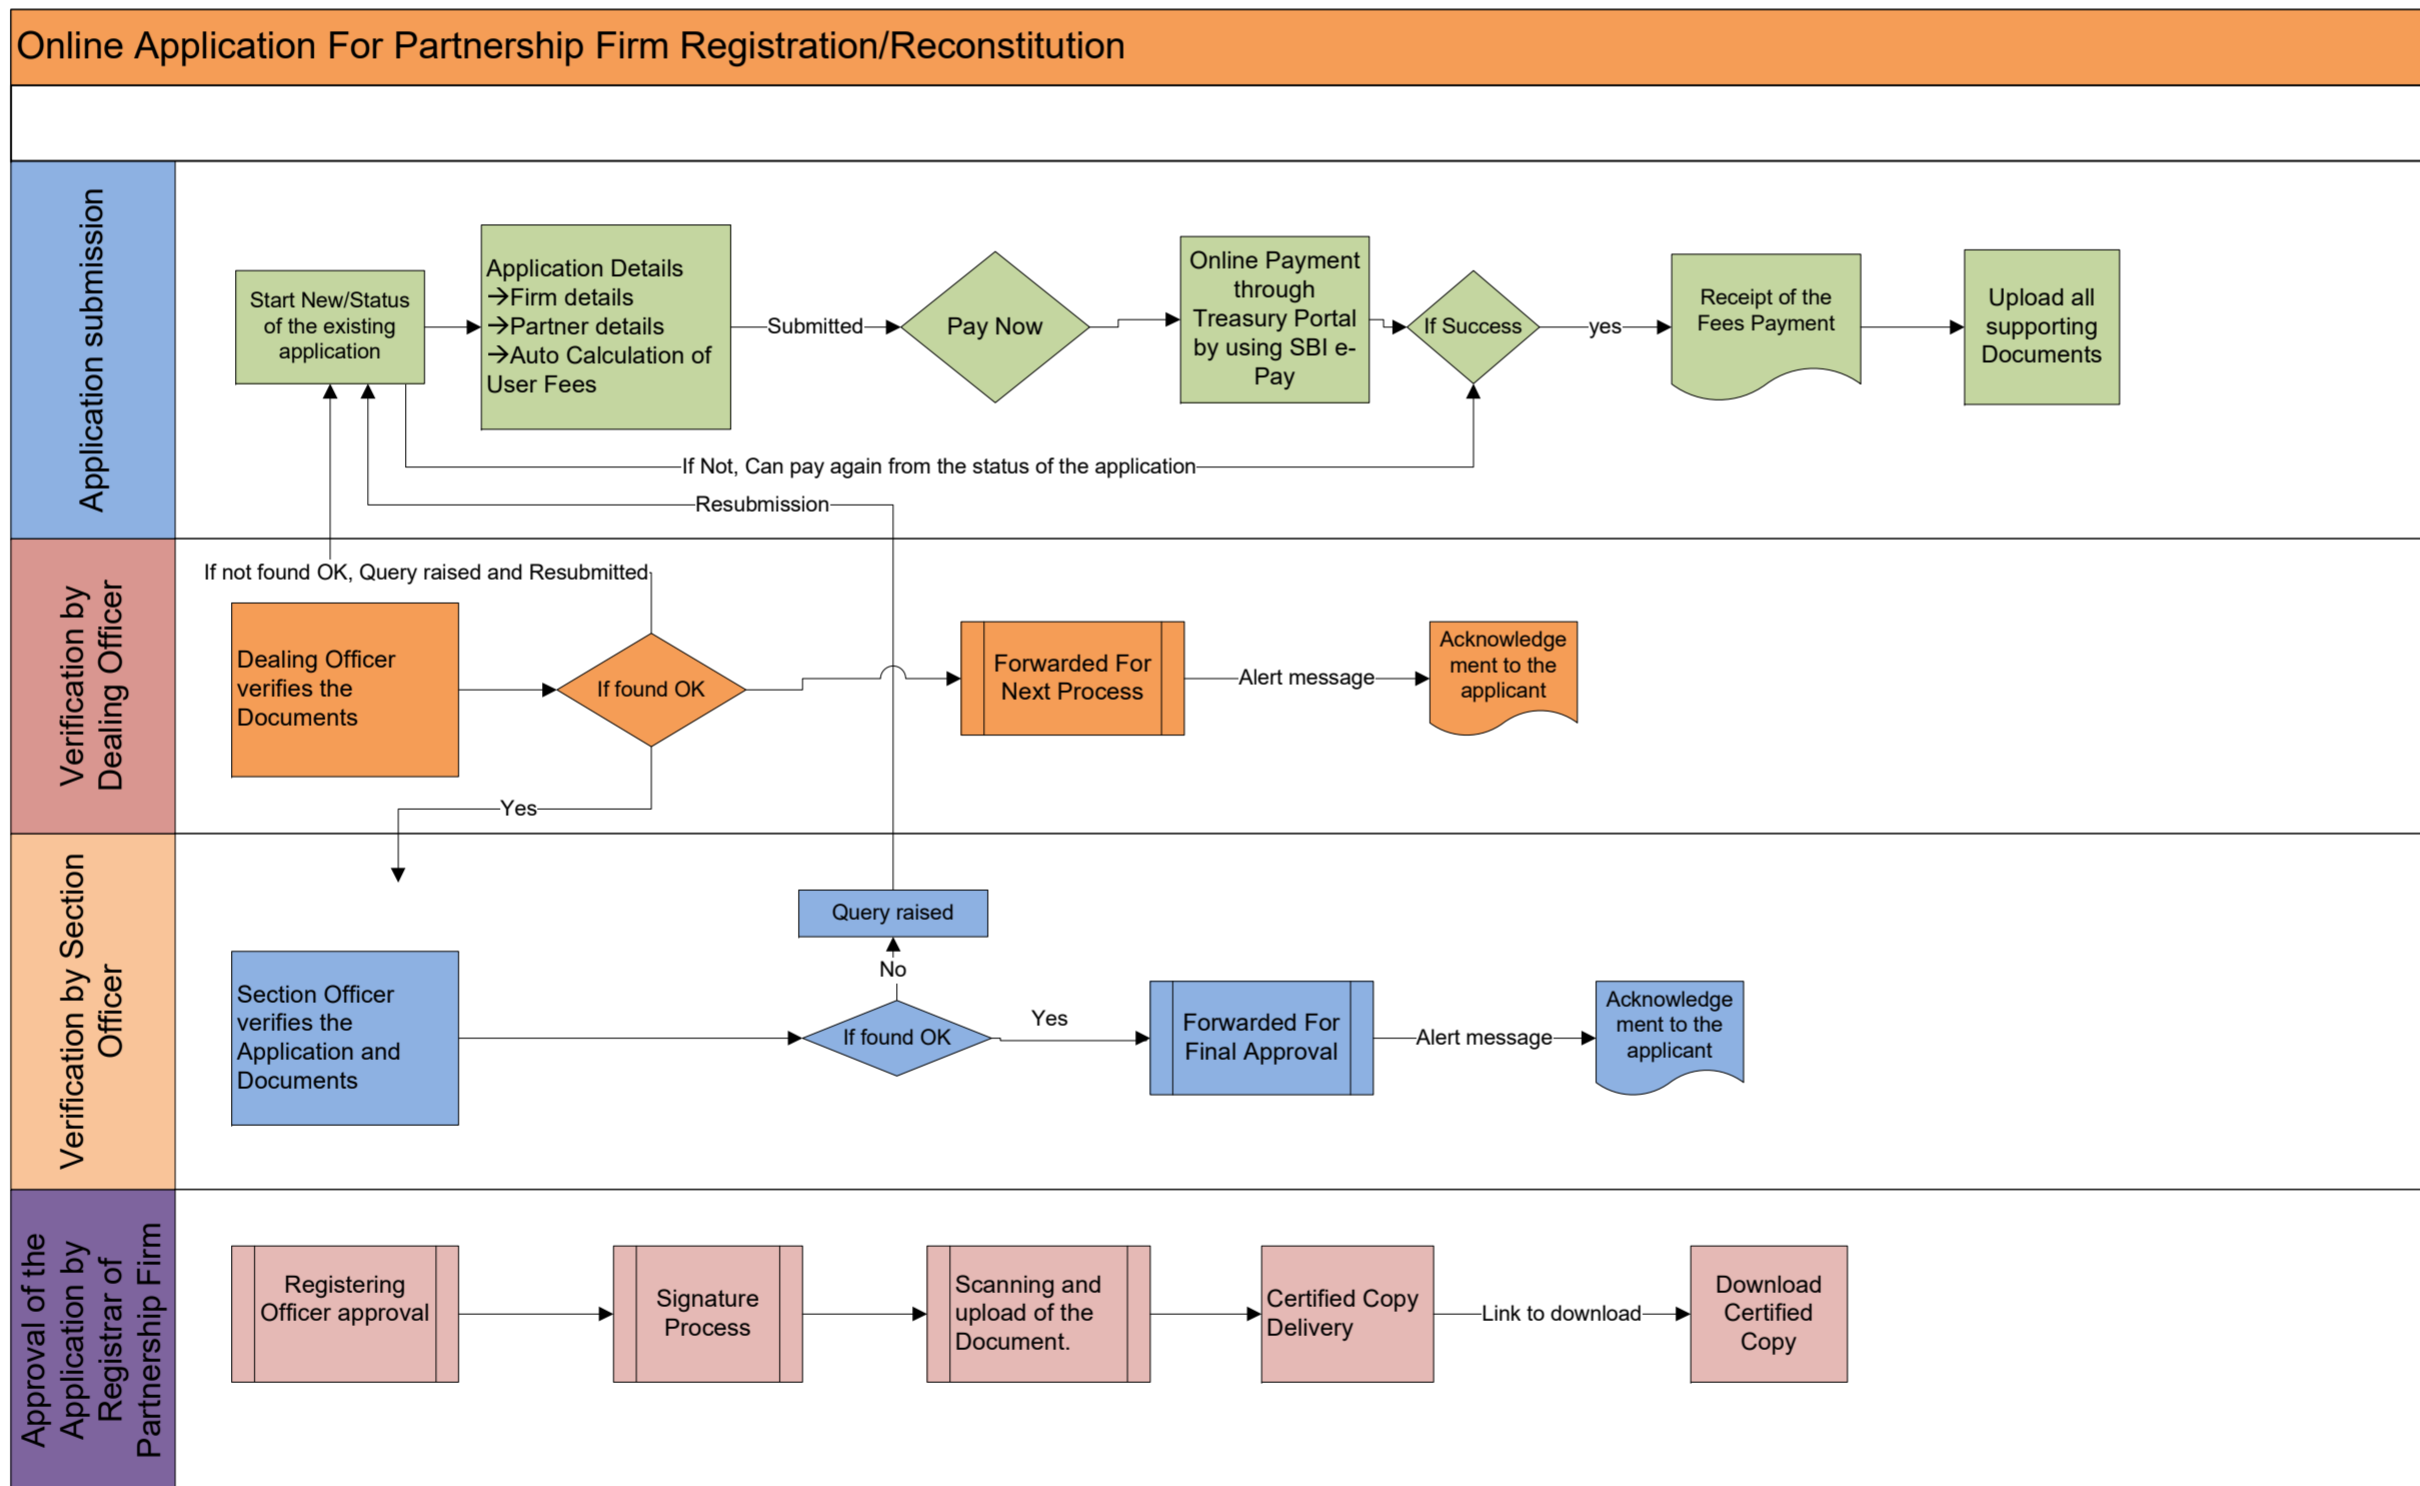 Online Application For Partnership Firm Registration/Reconstitution
Application submission
Start New/Status
of the existing
application
Application Details
→Firm details
→Partner details
→Auto Calculation of
User Fees
Submitted
Pay Now
Online Payment
through
Treasury Portal
by using SBI e-
Pay
If Success
yes
Receipt of the
Fees Payment
Upload all
supporting
Documents
If Not, Can pay again from the status of the application
Resubmission
Verification by
Dealing Officer
If not found OK, Query raised and Resubmitted
Dealing Officer
verifies the
Documents
If found OK
Forwarded For
Next Process
Alert message
Acknowledge
ment to the
applicant
Yes
Verification by Section
Officer
Query raised
No
Section Officer
verifies the
Application and
Documents
If found OK
Yes
Forwarded For
Final Approval
Alert message
Acknowledge
ment to the
applicant
Approval of the
Application by
Registrar of
Partnership Firm
Registering
Officer approval
Signature
Process
Scanning and
upload of the
Document.
Certified Copy
Delivery
Link to download
Download
Certified
Copy